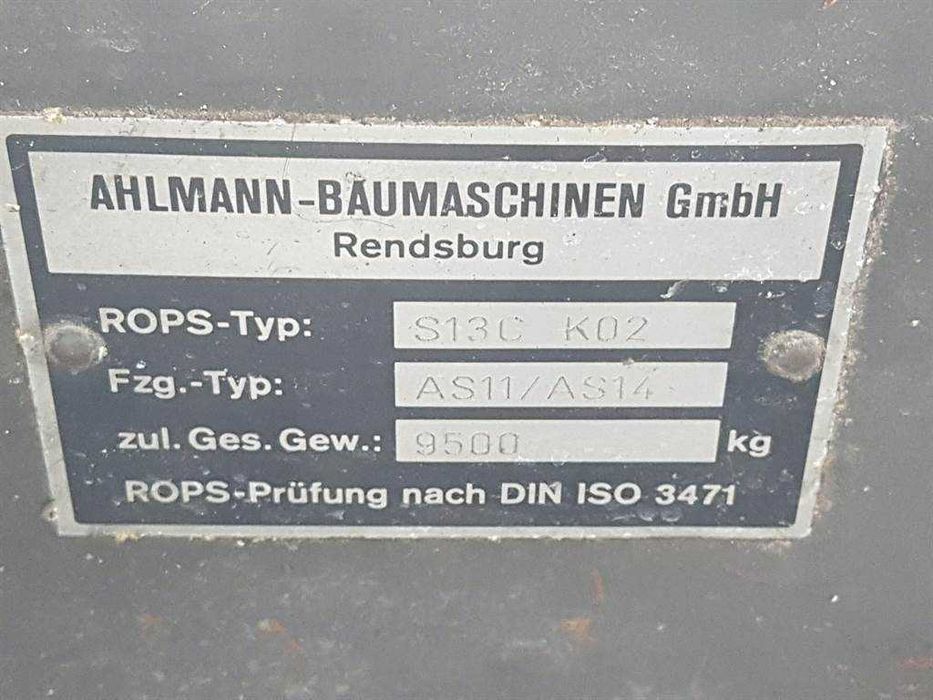 AHLMANN-BAUMASCHINEN GmbH
Rendsburg
ROPS-Typ: S13C K02
Fzg.-Typ: AS11/AS14
zul. Ges. Gew.: 9500 kg
ROPS-Prüfung nach DIN ISO 3471